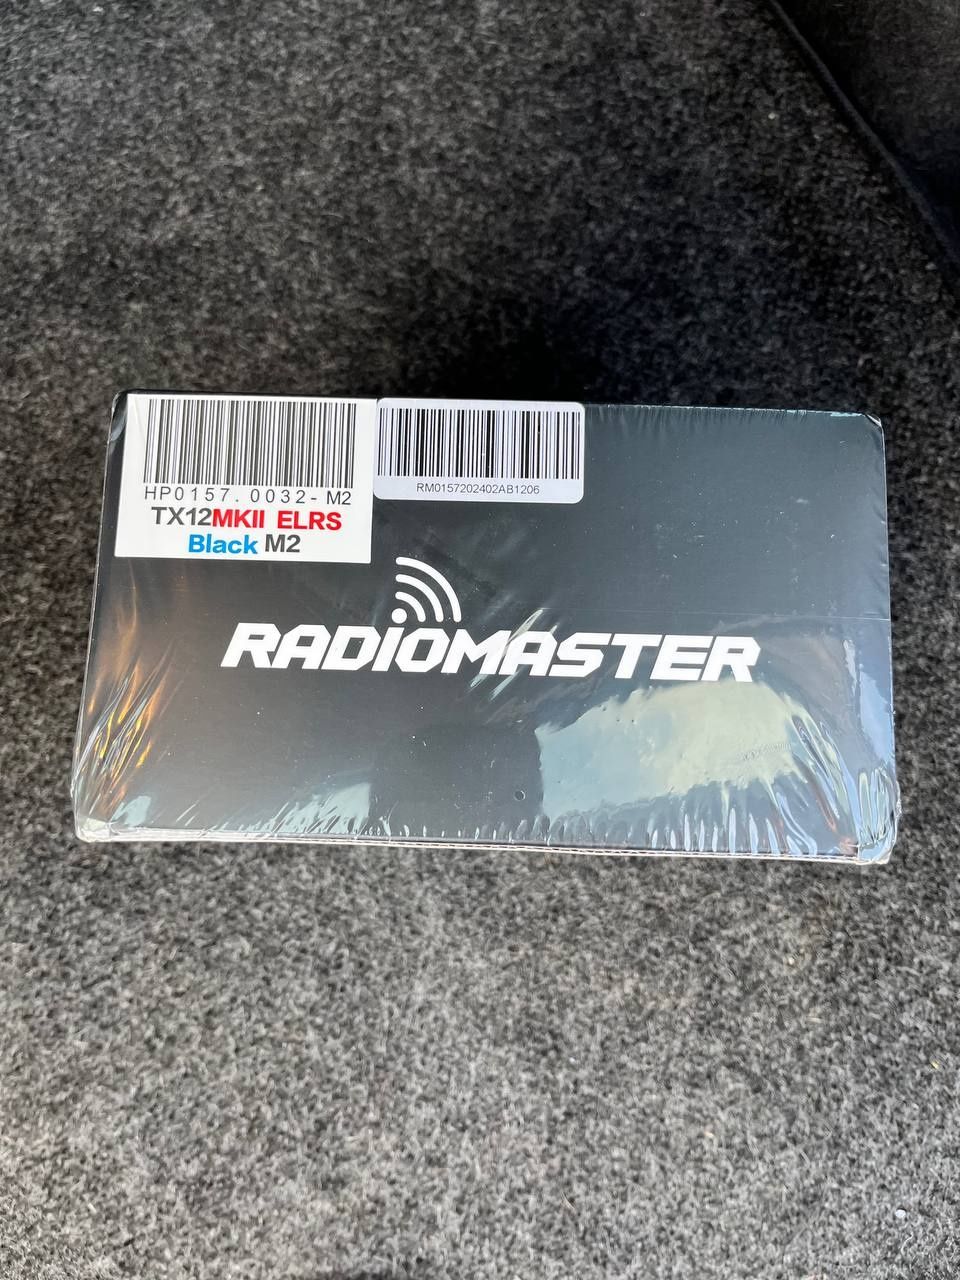 HP0157.0032-M2
TX12MKII ELRS
Black M2
RM0157202402AB1206
RADIOMASTER